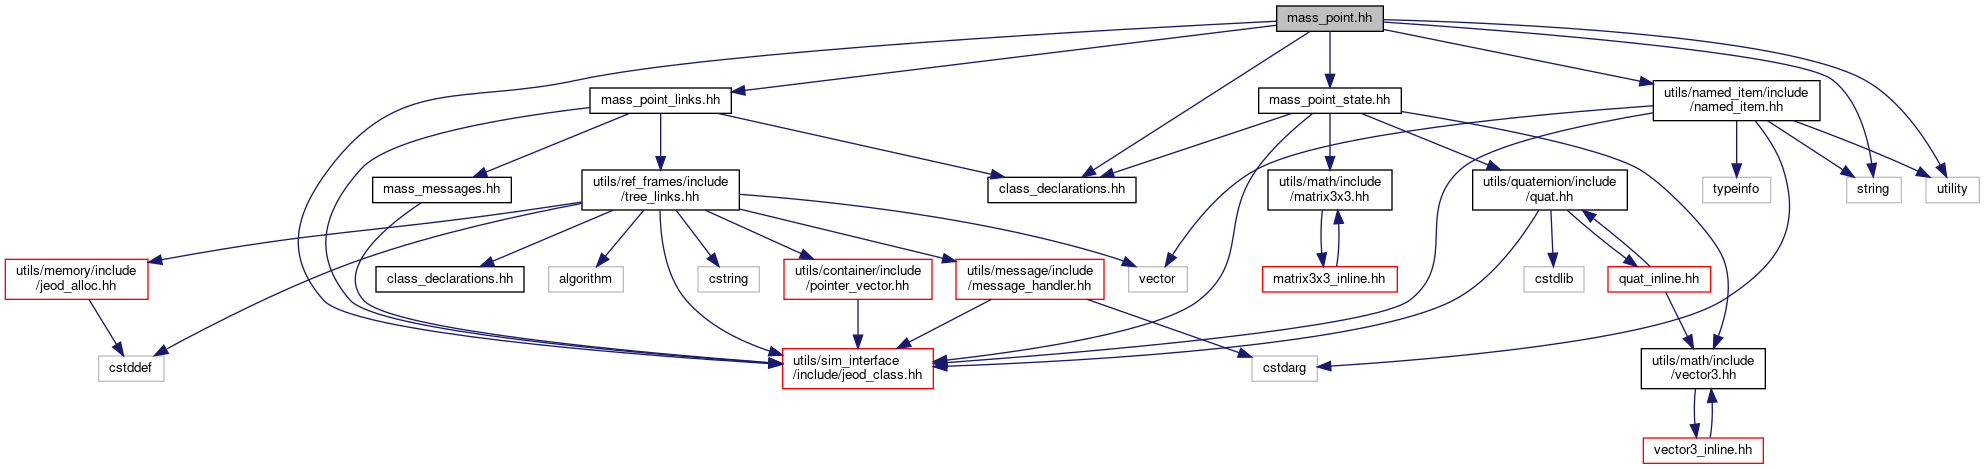 mass_point.hh
mass_point_links.hh
mass_point_state.hh
utils/named_item/include
/named_item.hh
mass_messages.hh
utils/ref_frames/include
/tree_links.hh
class_declarations.hh
utils/math/include
/matrix3x3.hh
utils/quaternion/include
/quat.hh
typeinfo
string
utility
utils/memory/include
/jeod_alloc.hh
class_declarations.hh
algorithm
cstring
utils/container/include
/pointer_vector.hh
utils/message/include
/message_handler.hh
vector
matrix3x3_inline.hh
cstdlib
quat_inline.hh
cstddef
utils/sim_interface
/include/jeod_class.hh
cstdarg
utils/math/include
/vector3.hh
vector3_inline.hh